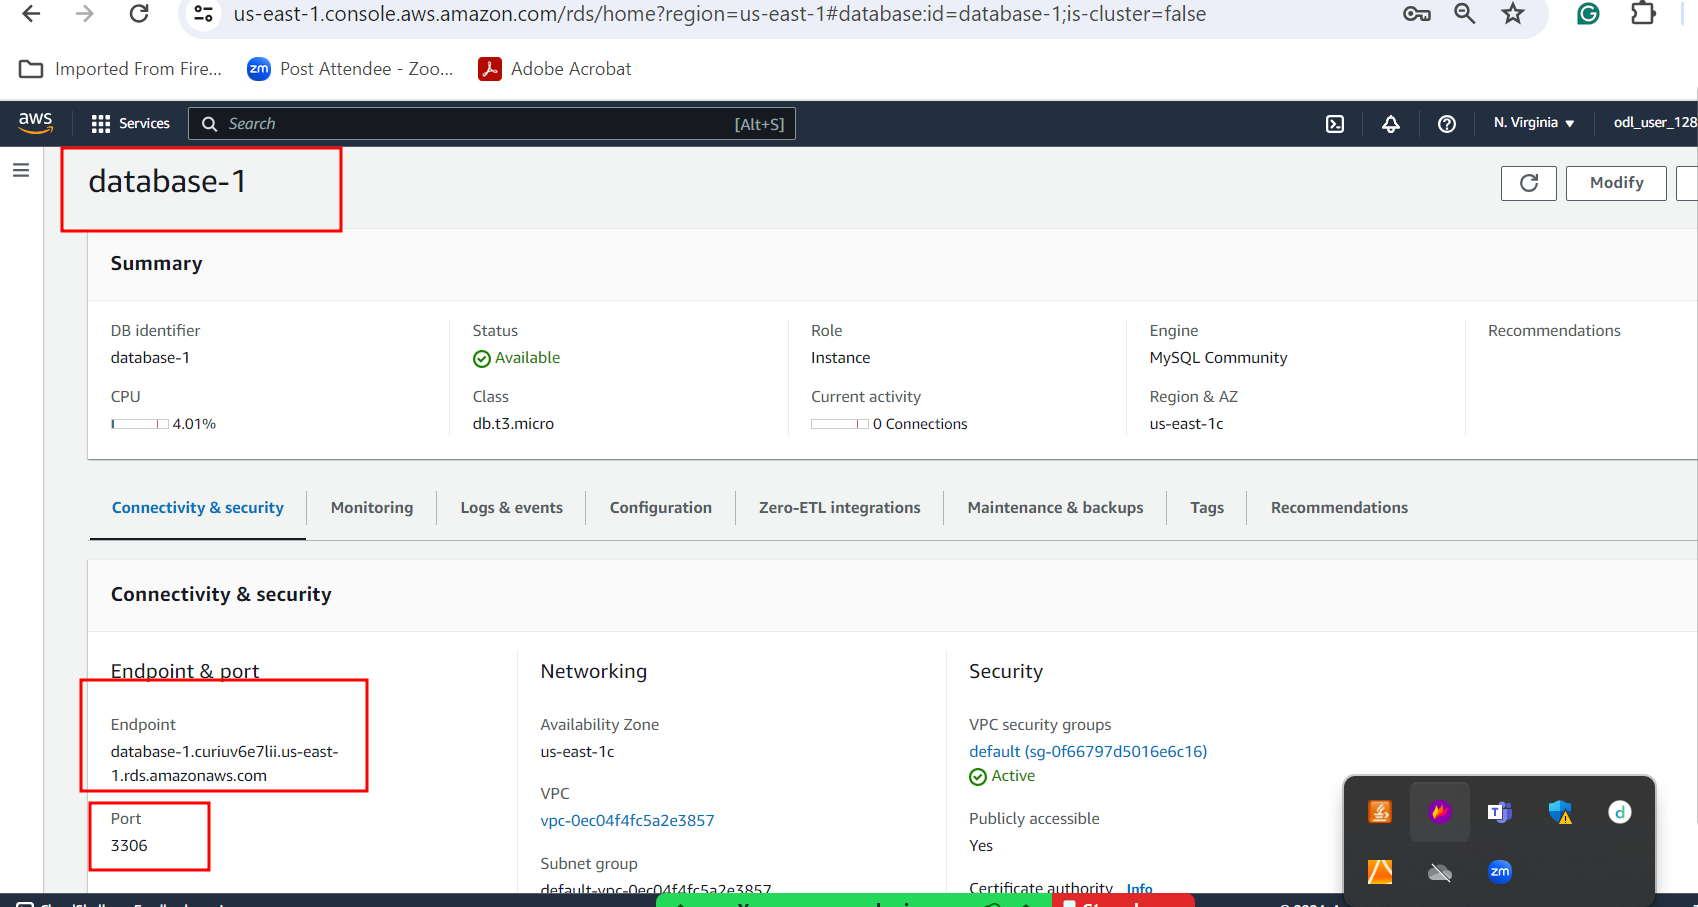 us-east-1.console.aws.amazon.com/rds/home?region=us-east-1#database:id=database-1;is-cluster=false
Imported From Fire... zm Post Attendee - Zoo... Adobe Acrobat
aws Services Search [Alt+S] N. Virginia ▼ odl_user_128
database-1
Modify
Summary
DB identifier Status Role Engine Recommendations
database-1 Available Instance MySQL Community
CPU Class Current activity Region & AZ
4.01% db.t3.micro 0 Connections us-east-1c
Connectivity & security Monitoring Logs & events Configuration Zero-ETL integrations Maintenance & backups Tags Recommendations
Connectivity & security
Endpoint & port Networking Security
Endpoint Availability Zone VPC security groups
database-1.curiuv6e7lii.us-east- us-east-1c default (sg-0f66797d5016e6c16)
1.rds.amazonaws.com Active
VPC
Port vpc-0ec04f4fc5a2e3857 Publicly accessible
3306 Yes
Subnet group
default-vpc-0ec04f4fc5a2e3857 Certificate authority Info
T d
zm